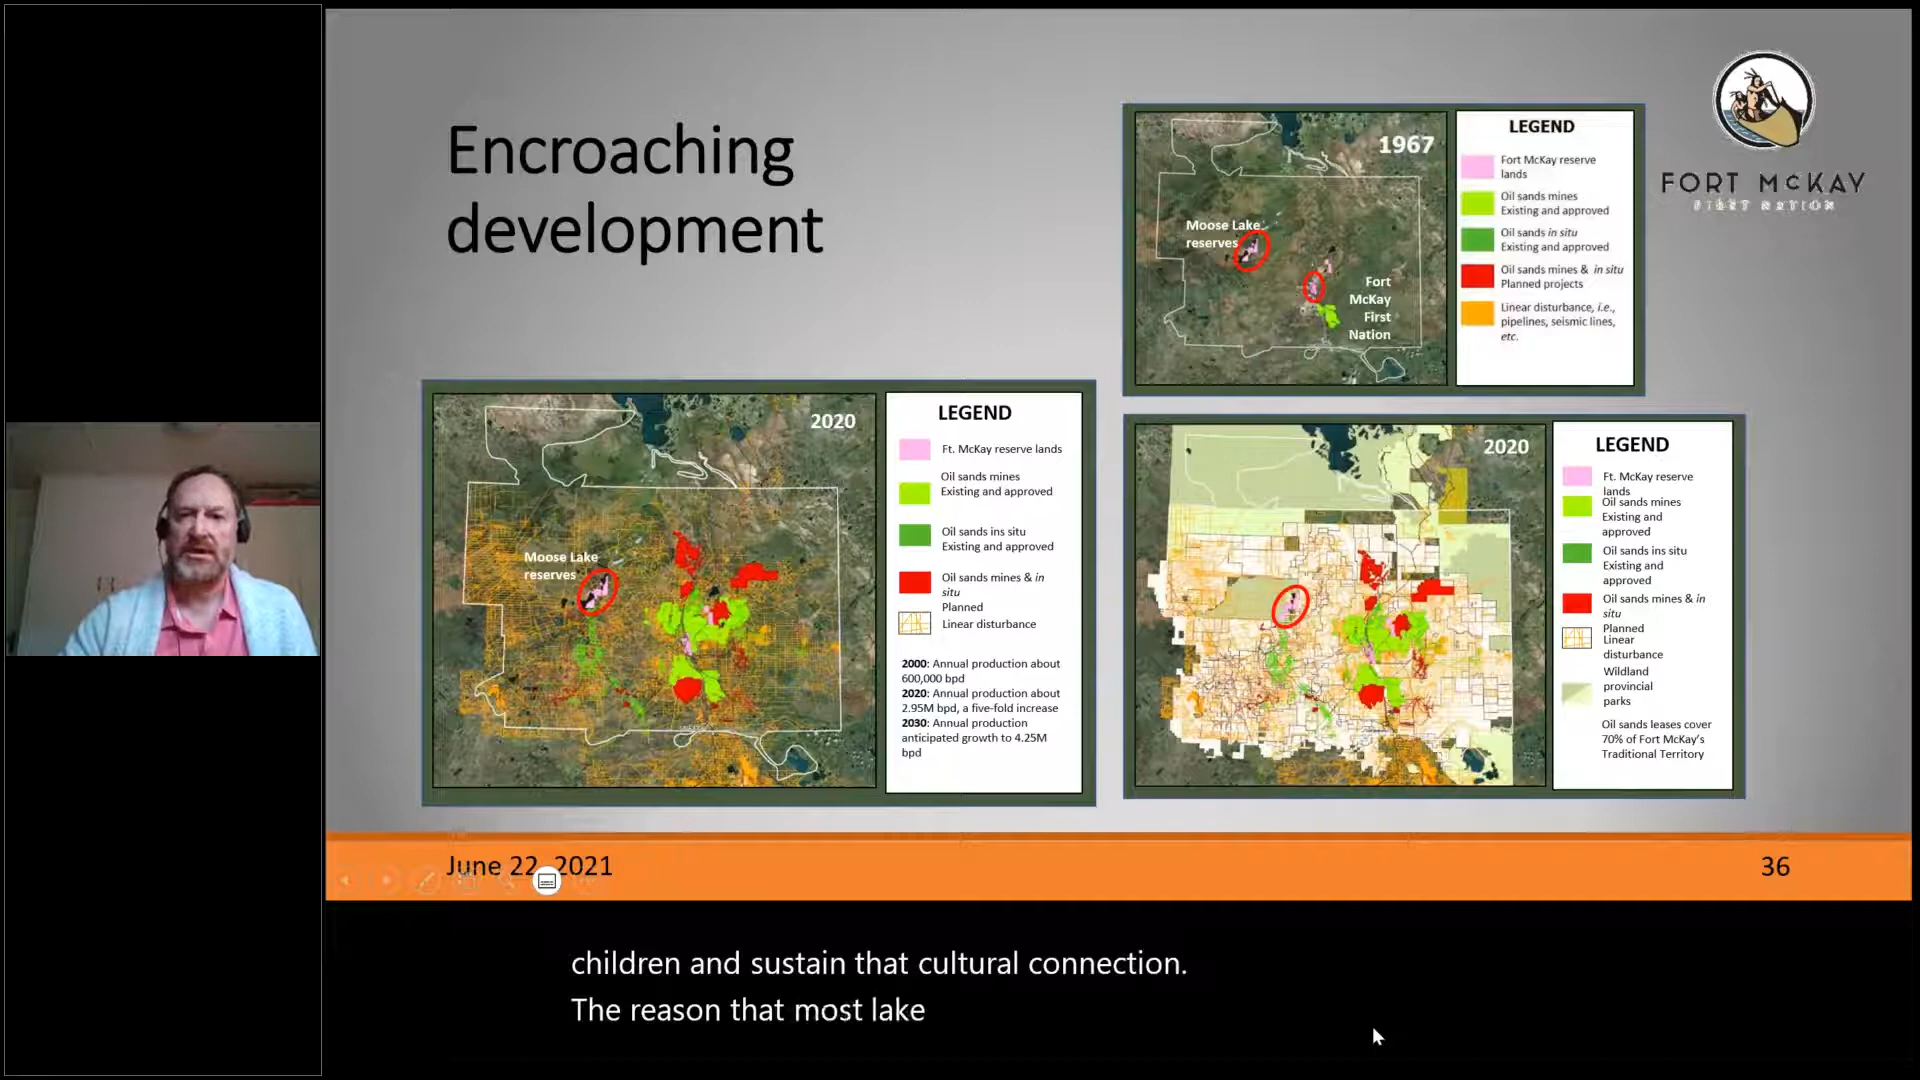 Encroaching
development
1967
Moose Lake
reserves
Fort
McKay
First
Nation
LEGEND
Fort McKay reserve
lands
Oil sands mines
Existing and approved
Oil sands in situ
Existing and approved
Oil sands mines & in situ
Planned projects
Linear disturbance, i.e.,
pipelines, seismic lines,
etc.
FORT McKAY
FIRST NATION
2020
Moose Lake
reserves
LEGEND
Ft. McKay reserve lands
Oil sands mines
Existing and approved
Oil sands ins situ
Existing and approved
Oil sands mines & in
situ
Planned
Linear disturbance
2000: Annual production about
600,000 bpd
2020: Annual production about
2.95M bpd, a five-fold increase
2030: Annual production
anticipated growth to 4.25M
bpd
2020
LEGEND
Ft. McKay reserve
lands
Oil sands mines
Existing and
approved
Oil sands ins situ
Existing and
approved
Oil sands mines & in
situ
Planned
Linear
disturbance
Wildland
provincial
parks
Oil sands leases cover
70% of Fort McKay's
Traditional Territory
June 22, 2021
36
children and sustain that cultural connection.
The reason that most lake